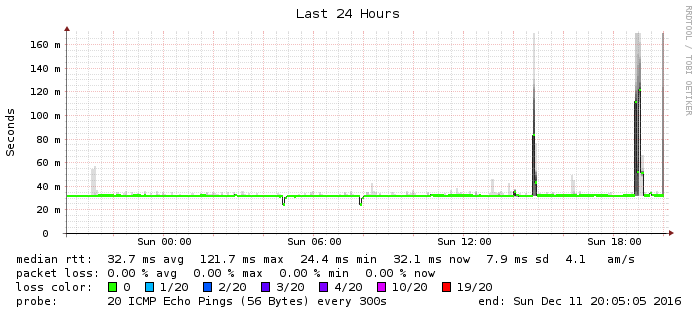 Last 24 Hours
RRDTOOL / TOBI OETIKER
Seconds
160 m
140 m
120 m
100 m
80 m
60 m
40 m
20 m
0
Sun 00:00 Sun 06:00 Sun 12:00 Sun 18:00
median rtt: 32.7 ms avg 121.7 ms max 24.4 ms min 32.1 ms now 7.9 ms sd 4.1 am/s
packet loss: 0.00 % avg 0.00 % max 0.00 % min 0.00 % now
loss color: 0 1/20 2/20 3/20 4/20 10/20 19/20
probe: 20 ICMP Echo Pings (56 Bytes) every 300s end: Sun Dec 11 20:05:05 2016